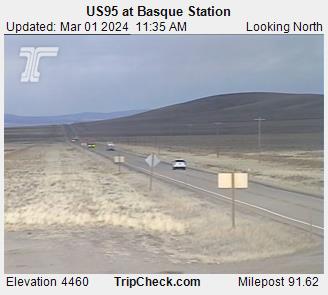 US95 at Basque Station
Updated: Mar 01 2024 11:35 AM Looking North
Elevation 4460 TripCheck.com Milepost 91.62